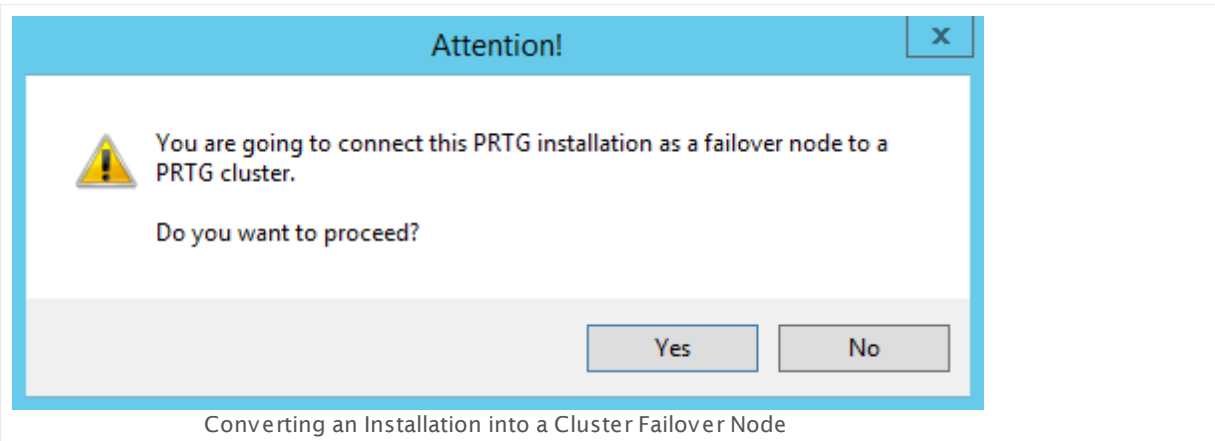 Attention!
x
You are going to connect this PRTG installation as a failover node to a
PRTG cluster.
Do you want to proceed?
Yes
No
Converting an Installation into a Cluster Failover Node